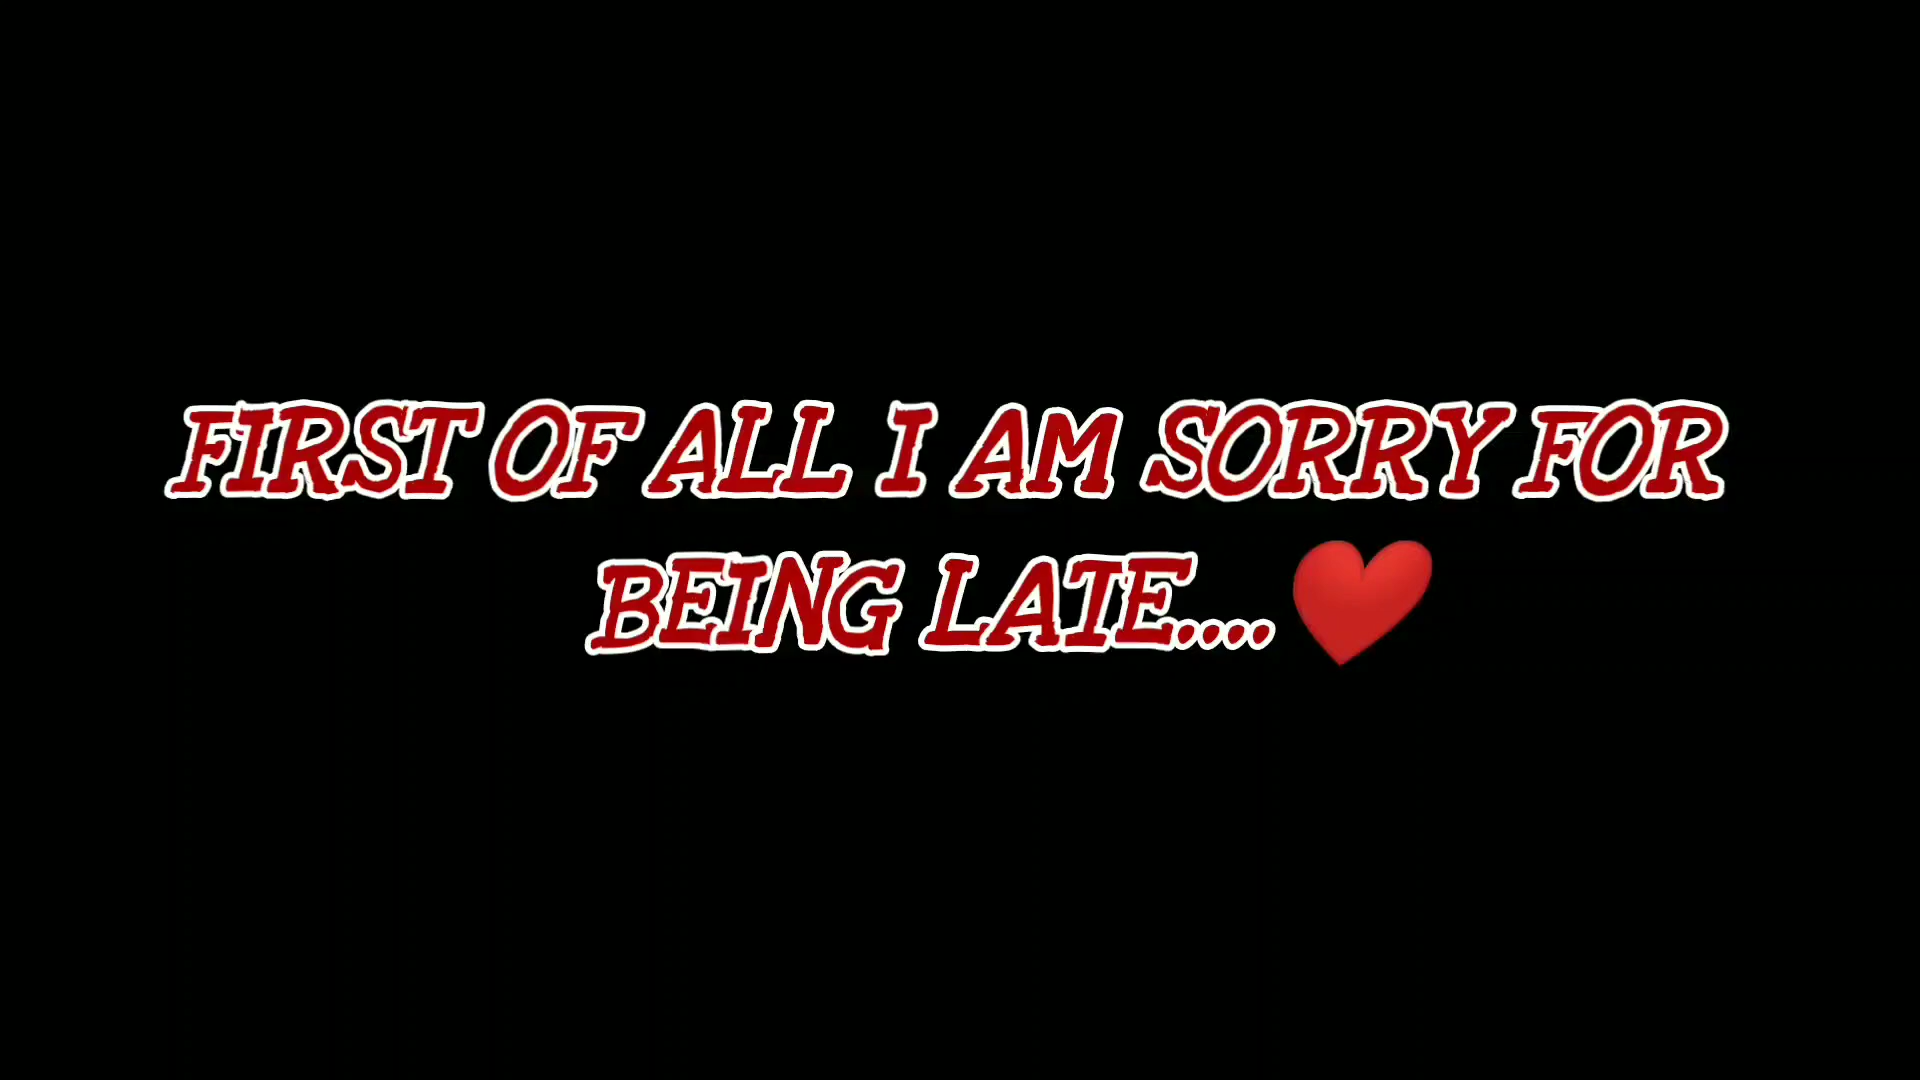 FIRST OF ALL I AM SORRY FOR
BEING LATE.... ❤️